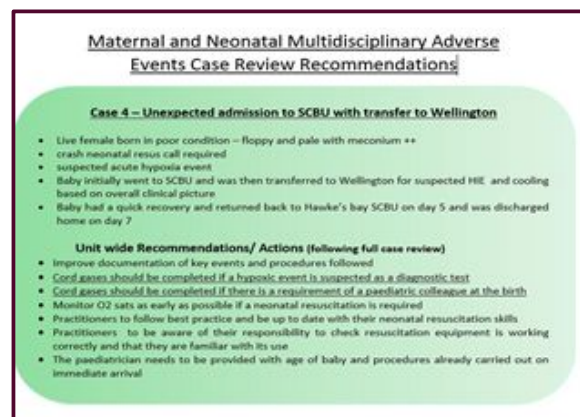 Maternal and Neonatal Multidisciplinary Adverse
Events Case Review Recommendations
Case 4 – Unexpected admission to SCBU with transfer to Wellington
• Live female born in poor condition – floppy and pale with meconium ++
• crash neonatal resus call required
• suspected acute hypoxia event
• Baby initially went to SCBU and was then transferred to Wellington for suspected HIE and cooling
based on overall clinical picture
• Baby had a quick recovery and returned back to Hawke's bay SCBU on day 5 and was discharged
home on day 7
Unit wide Recommendations/ Actions (following full case review)
• Improve documentation of key events and procedures followed
• Cord gases should be completed if a hypoxic event is suspected as a diagnostic test
• Cord gases should be completed if there is a requirement of a paediatric colleague at the birth
• Monitor O2 sats as early as possible if a neonatal resuscitation is required
• Practitioners to follow best practice and be up to date with their neonatal resuscitation skills
• Practitioners to be aware of their responsibility to check resuscitation equipment is working
correctly and that they are familiar with its use
• The paediatrician needs to be provided with age of baby and procedures already carried out on
immediate arrival